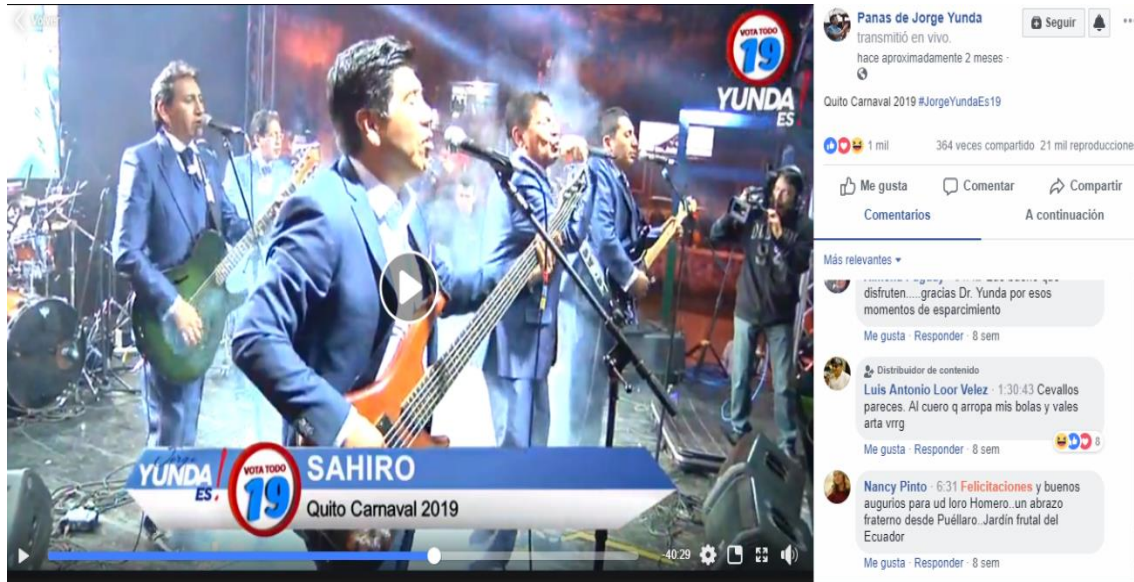 Volver
VOTA TODO
19
YUNDA
ES
Jorge
YUNDA!
ES.
VOTA TODO
19
SAHIRO
Quito Carnaval 2019
-40:29
Panas de Jorge Yunda
transmitió en vivo.
hace aproximadamente 2 meses ·
Seguir
Quito Carnaval 2019 #JorgeYundaEs19
1 mil
364 veces compartido 21 mil reproduccione
Me gusta Comentar Compartir
Comentarios A continuación
Más relevantes
disfruten.....gracias Dr. Yunda por esos
momentos de esparcimiento
Me gusta · Responder · 8 sem
Distribuidor de contenido
Luis Antonio Loor Velez · 1:30:43 Cevallos
pareces. Al cuero q arropa mis bolas y vales
arta vrrg
8
Me gusta · Responder · 8 sem
Nancy Pinto · 6:31 Felicitaciones y buenos
augurios para ud loro Homero..un abrazo
fraterno desde Puéllaro..Jardín frutal del
Ecuador
Me gusta · Responder · 8 sem